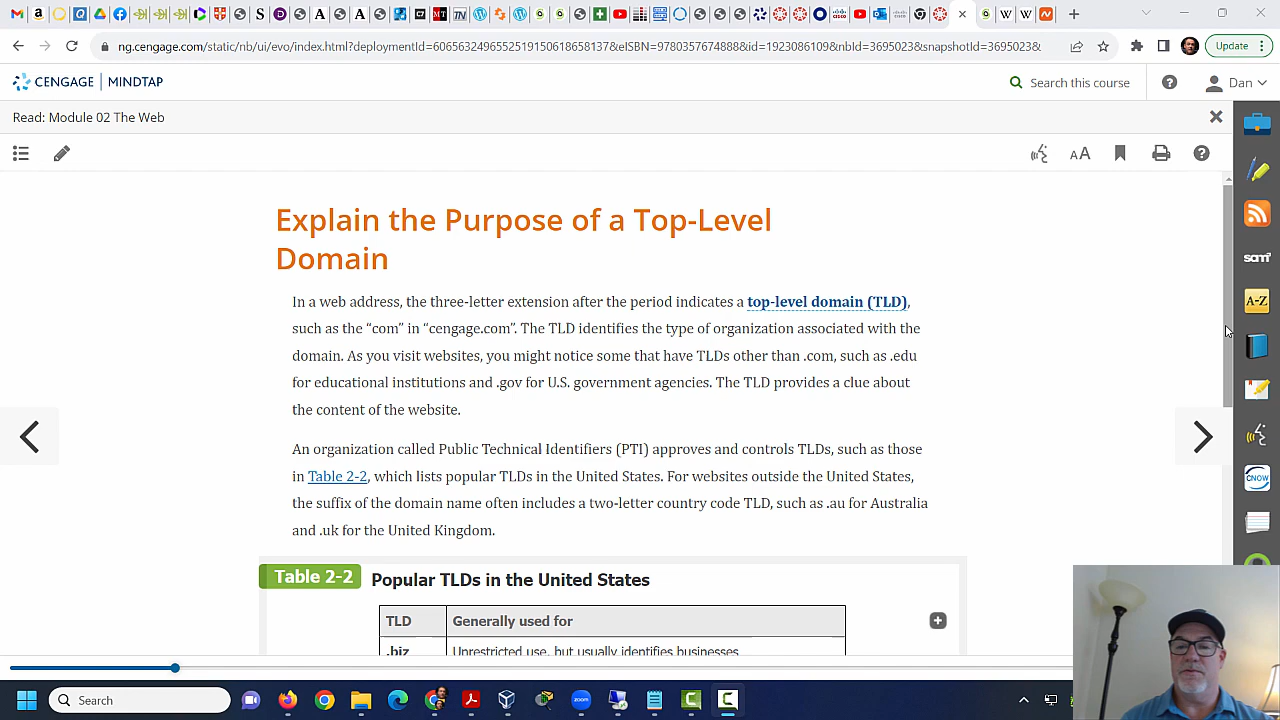 ng.cengage.com/static/nb/ui/evo/index.html?deploymentId=6065632496552519150618658137&eISBN=9780357674888&id=1923086109&nbId=3695023&snapshotId=3695023&
Update
CENGAGE | MINDTAP
Search this course
Dan
Read: Module 02 The Web
AA
Explain the Purpose of a Top-Level
Domain
In a web address, the three-letter extension after the period indicates a top-level domain (TLD),
such as the “com” in “cengage.com”. The TLD identifies the type of organization associated with the
domain. As you visit websites, you might notice some that have TLDs other than .com, such as .edu
for educational institutions and .gov for U.S. government agencies. The TLD provides a clue about
the content of the website.
An organization called Public Technical Identifiers (PTI) approves and controls TLDs, such as those
in Table 2-2, which lists popular TLDs in the United States. For websites outside the United States,
the suffix of the domain name often includes a two-letter country code TLD, such as .au for Australia
and .uk for the United Kingdom.
Table 2-2 Popular TLDs in the United States
TLD Generally used for
.biz Unrestricted use, but usually identifies businesses
sam
A-Z
CNOW
Search
zoom